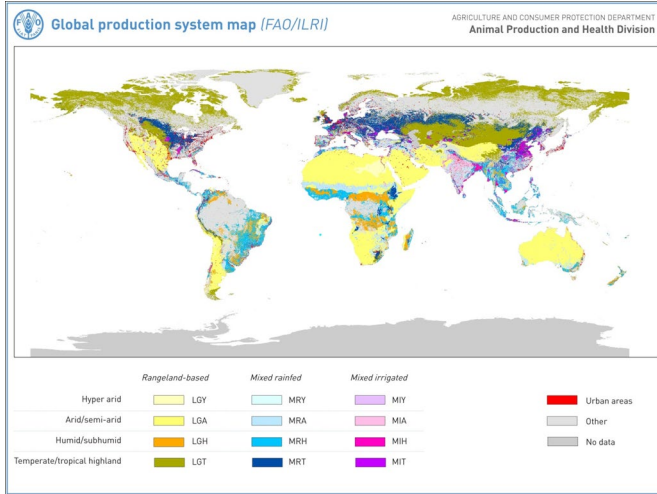 AGRICULTURE AND CONSUMER PROTECTION DEPARTMENT
Global production system map (FAO/ILRI)
Animal Production and Health Division
Rangeland-based Mixed rainfed Mixed irrigated
Hyper arid LGY MRY MIY Urban areas
Arid/semi-arid LGA MRA MIA Other
Humid/subhumid LGH MRH MIH No data
Temperate/tropical highland LGT MRT MIT